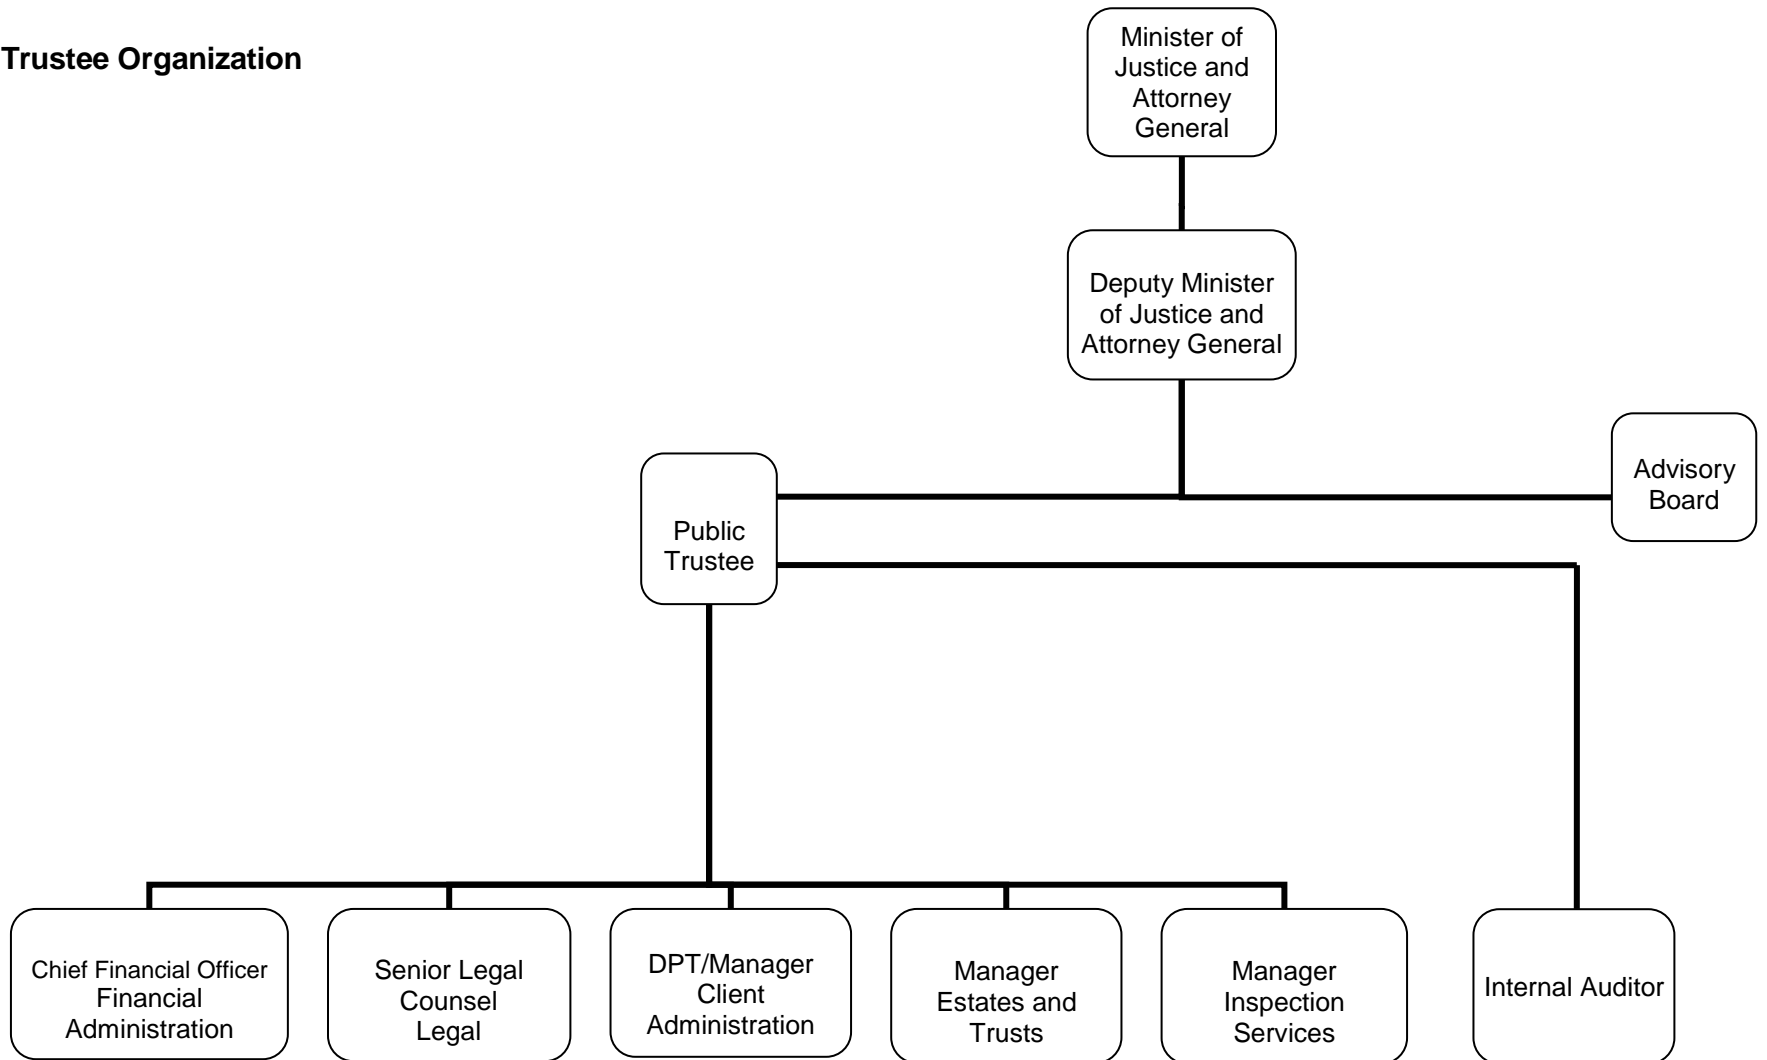 Trustee Organization
Minister of
Justice and
Attorney
General
Deputy Minister
of Justice and
Attorney General
Advisory
Board
Public
Trustee
Chief Financial Officer
Financial
Administration
Senior Legal
Counsel
Legal
DPT/Manager
Client
Administration
Manager
Estates and
Trusts
Manager
Inspection
Services
Internal Auditor